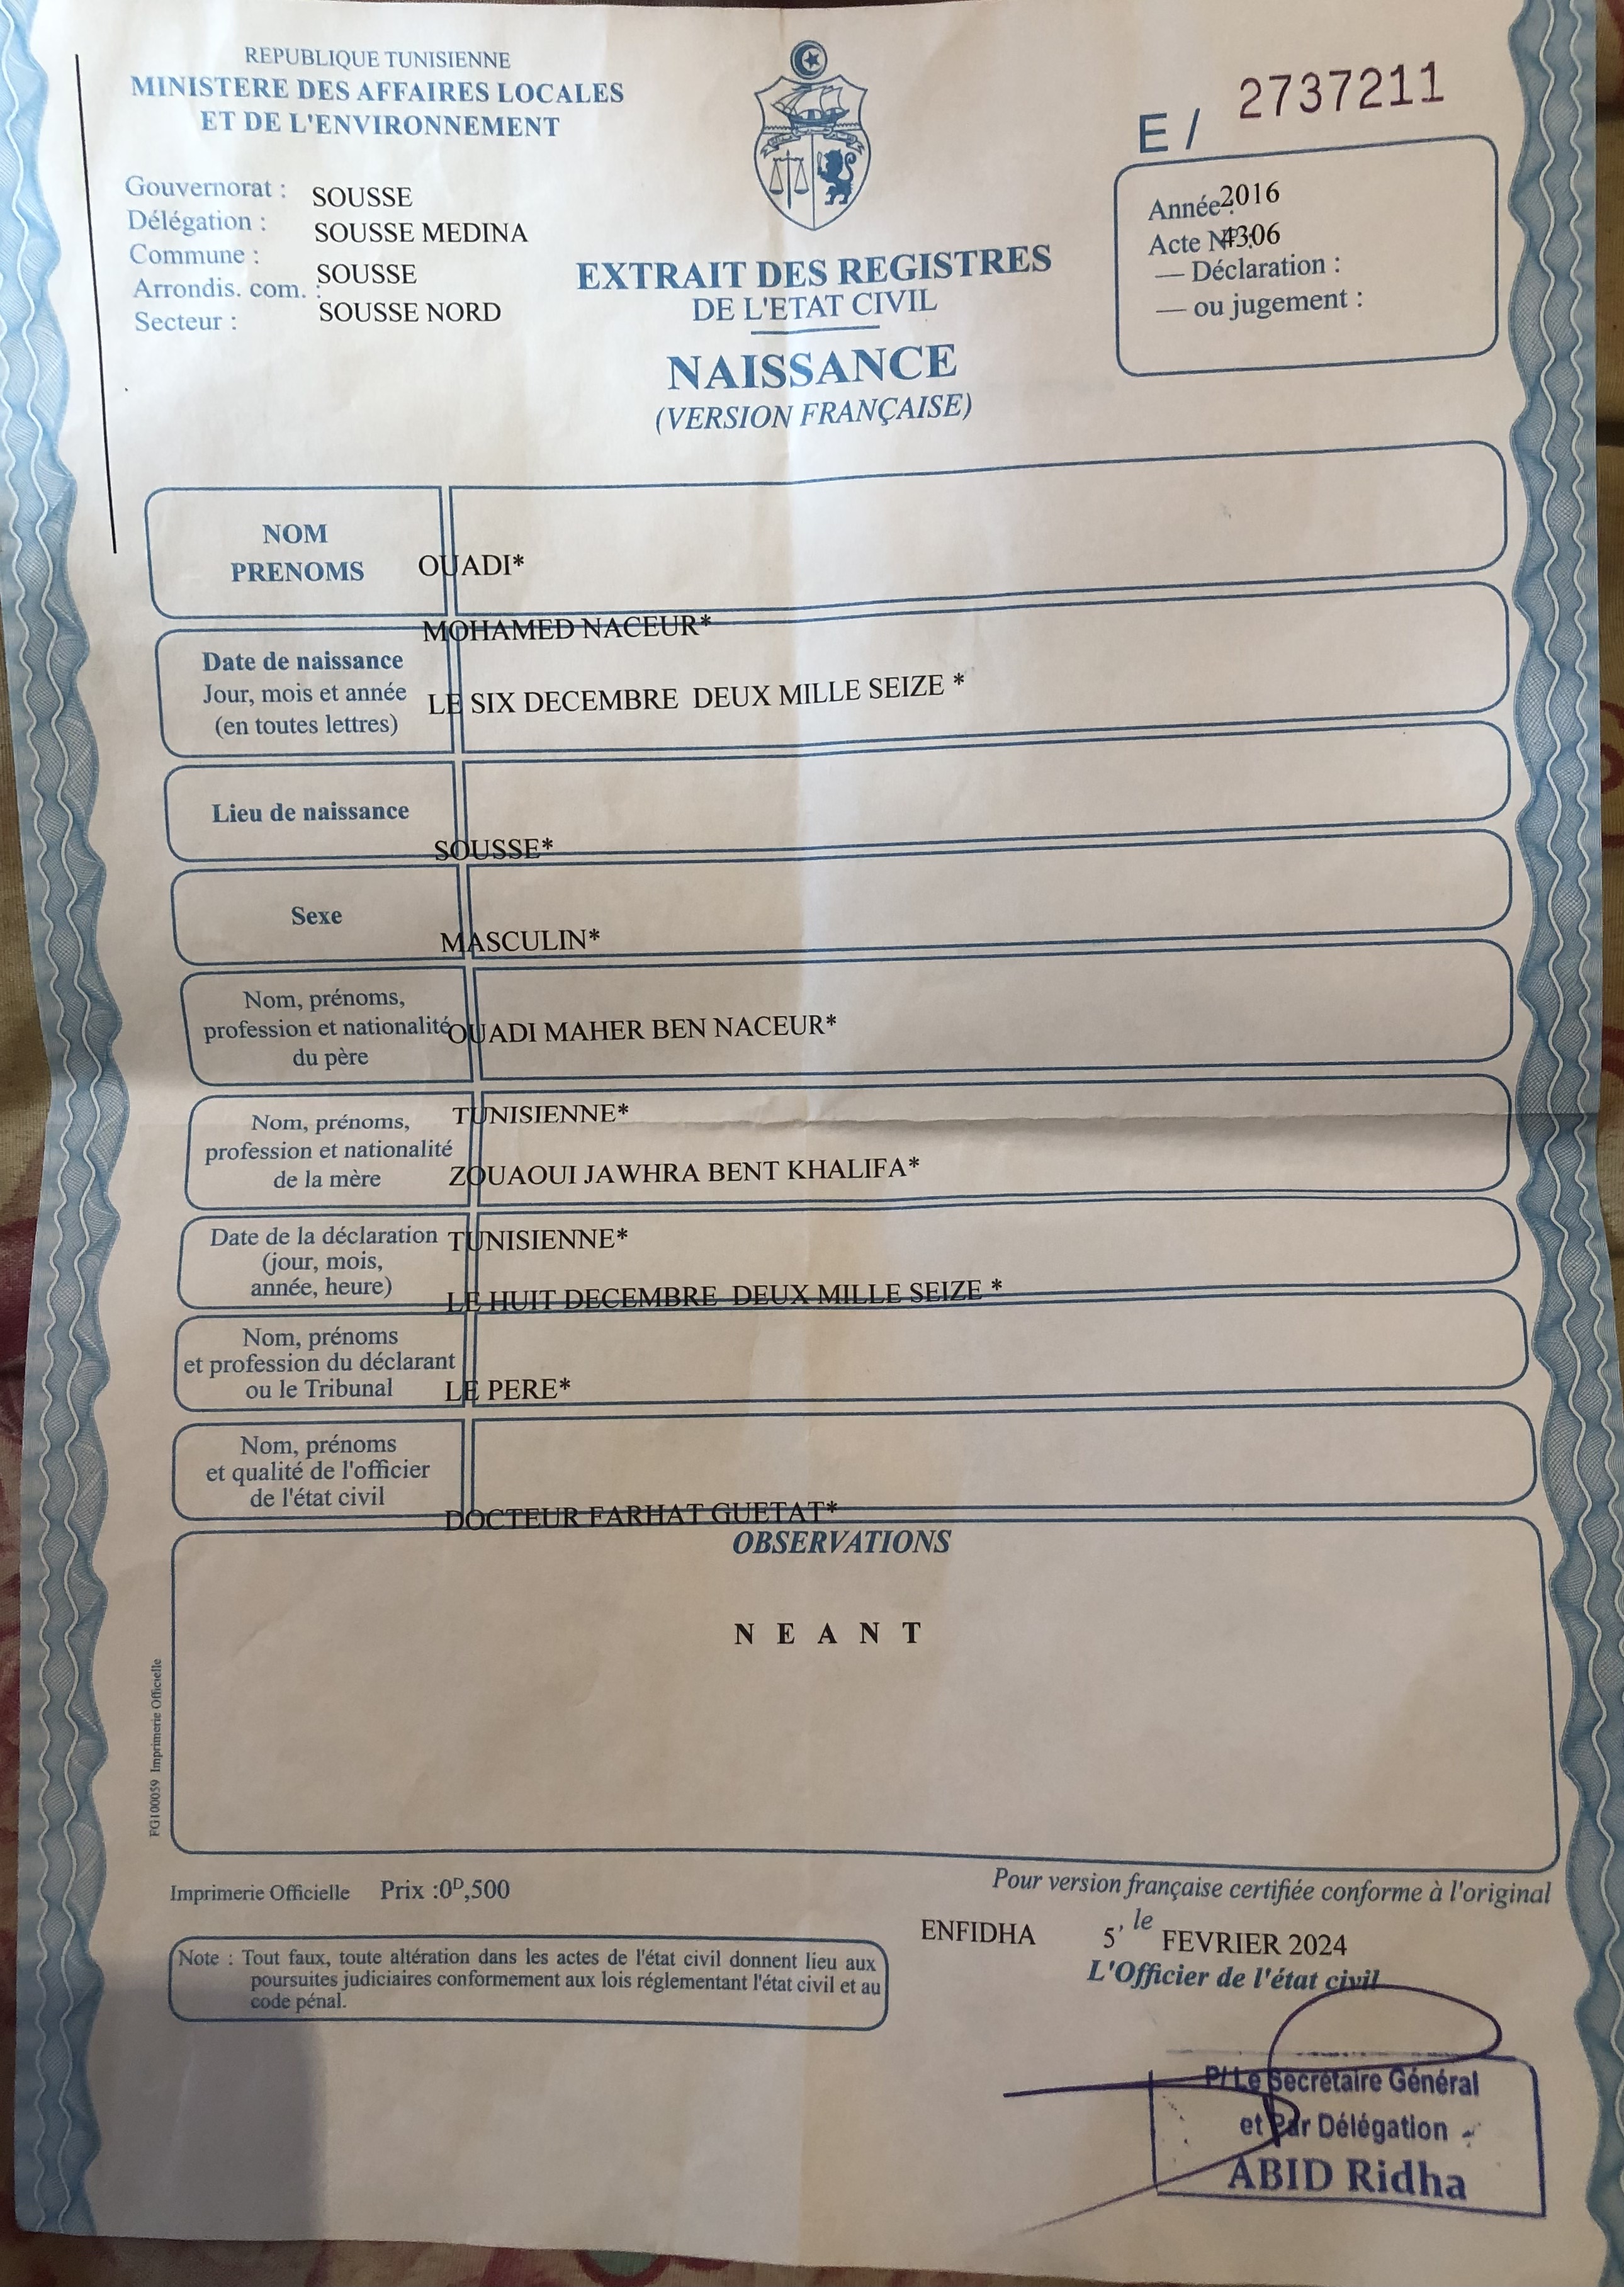 REPUBLIQUE TUNISIENNE
MINISTERE DES AFFAIRES LOCALES
ET DE L'ENVIRONNEMENT
E / 2737211
Gouvernorat : SOUSSE
Délégation : SOUSSE MEDINA
Commune :
SOUSSE
Arrondis. com. :
SOUSSE NORD
Secteur :
Année : 2016
Acte N° : 4306
— Déclaration :
— ou jugement :
EXTRAIT DES REGISTRES
DE L'ETAT CIVIL
NAISSANCE
(VERSION FRANÇAISE)
NOM
PRENOMS
OUADI*
MOHAMED NACEUR*
Date de naissance
Jour, mois et année
(en toutes lettres)
LE SIX DECEMBRE DEUX MILLE SEIZE *
Lieu de naissance
SOUSSE*
Sexe
MASCULIN*
Nom, prénoms,
profession et nationalité
du père
OUADI MAHER BEN NACEUR*
TUNISIENNE*
Nom, prénoms,
profession et nationalité
de la mère
ZOUAOUI JAWHRA BENT KHALIFA*
TUNISIENNE*
Date de la déclaration
(jour, mois,
année, heure)
LE HUIT DECEMBRE DEUX MILLE SEIZE *
Nom, prénoms
et profession du déclarant
ou le Tribunal
LE PERE*
Nom, prénoms
et qualité de l'officier
de l'état civil
DOCTEUR FARHAT GUETAT*
OBSERVATIONS
N E A N T
FG100059 Imprimerie Officielle
Imprimerie Officielle Prix :0D,500
Pour version française certifiée conforme à l'original
ENFIDHA 5, le FEVRIER 2024
L'Officier de l'état civil
Note : Tout faux, toute altération dans les actes de l'état civil donnent lieu aux
poursuites judiciaires conformement aux lois réglementant l'état civil et au
code pénal.
P/ Le Secrétaire Général
et Par Délégation
ABID Ridha